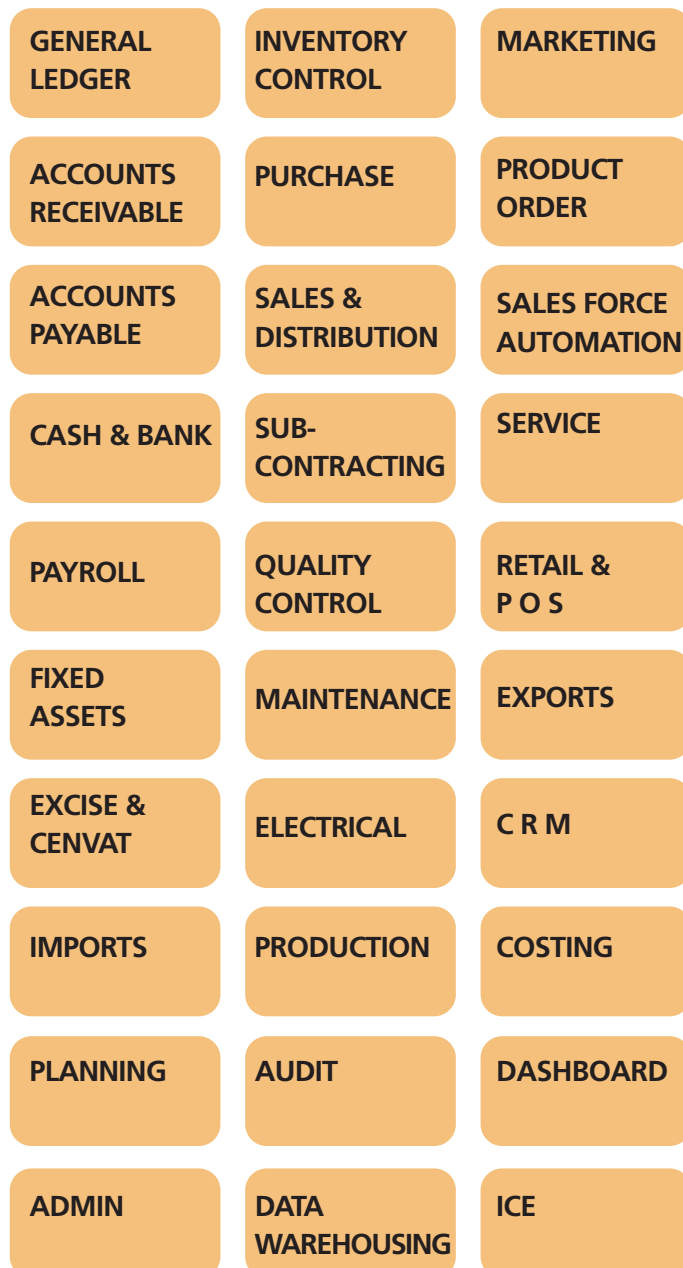 GENERAL
LEDGER
INVENTORY
CONTROL
MARKETING
ACCOUNTS
RECEIVABLE
PURCHASE
PRODUCT
ORDER
ACCOUNTS
PAYABLE
SALES &
DISTRIBUTION
SALES FORCE
AUTOMATION
CASH & BANK
SUB-
CONTRACTING
SERVICE
PAYROLL
QUALITY
CONTROL
RETAIL &
P O S
FIXED
ASSETS
MAINTENANCE
EXPORTS
EXCISE &
CENVAT
ELECTRICAL
C R M
IMPORTS
PRODUCTION
COSTING
PLANNING
AUDIT
DASHBOARD
ADMIN
DATA
WAREHOUSING
ICE